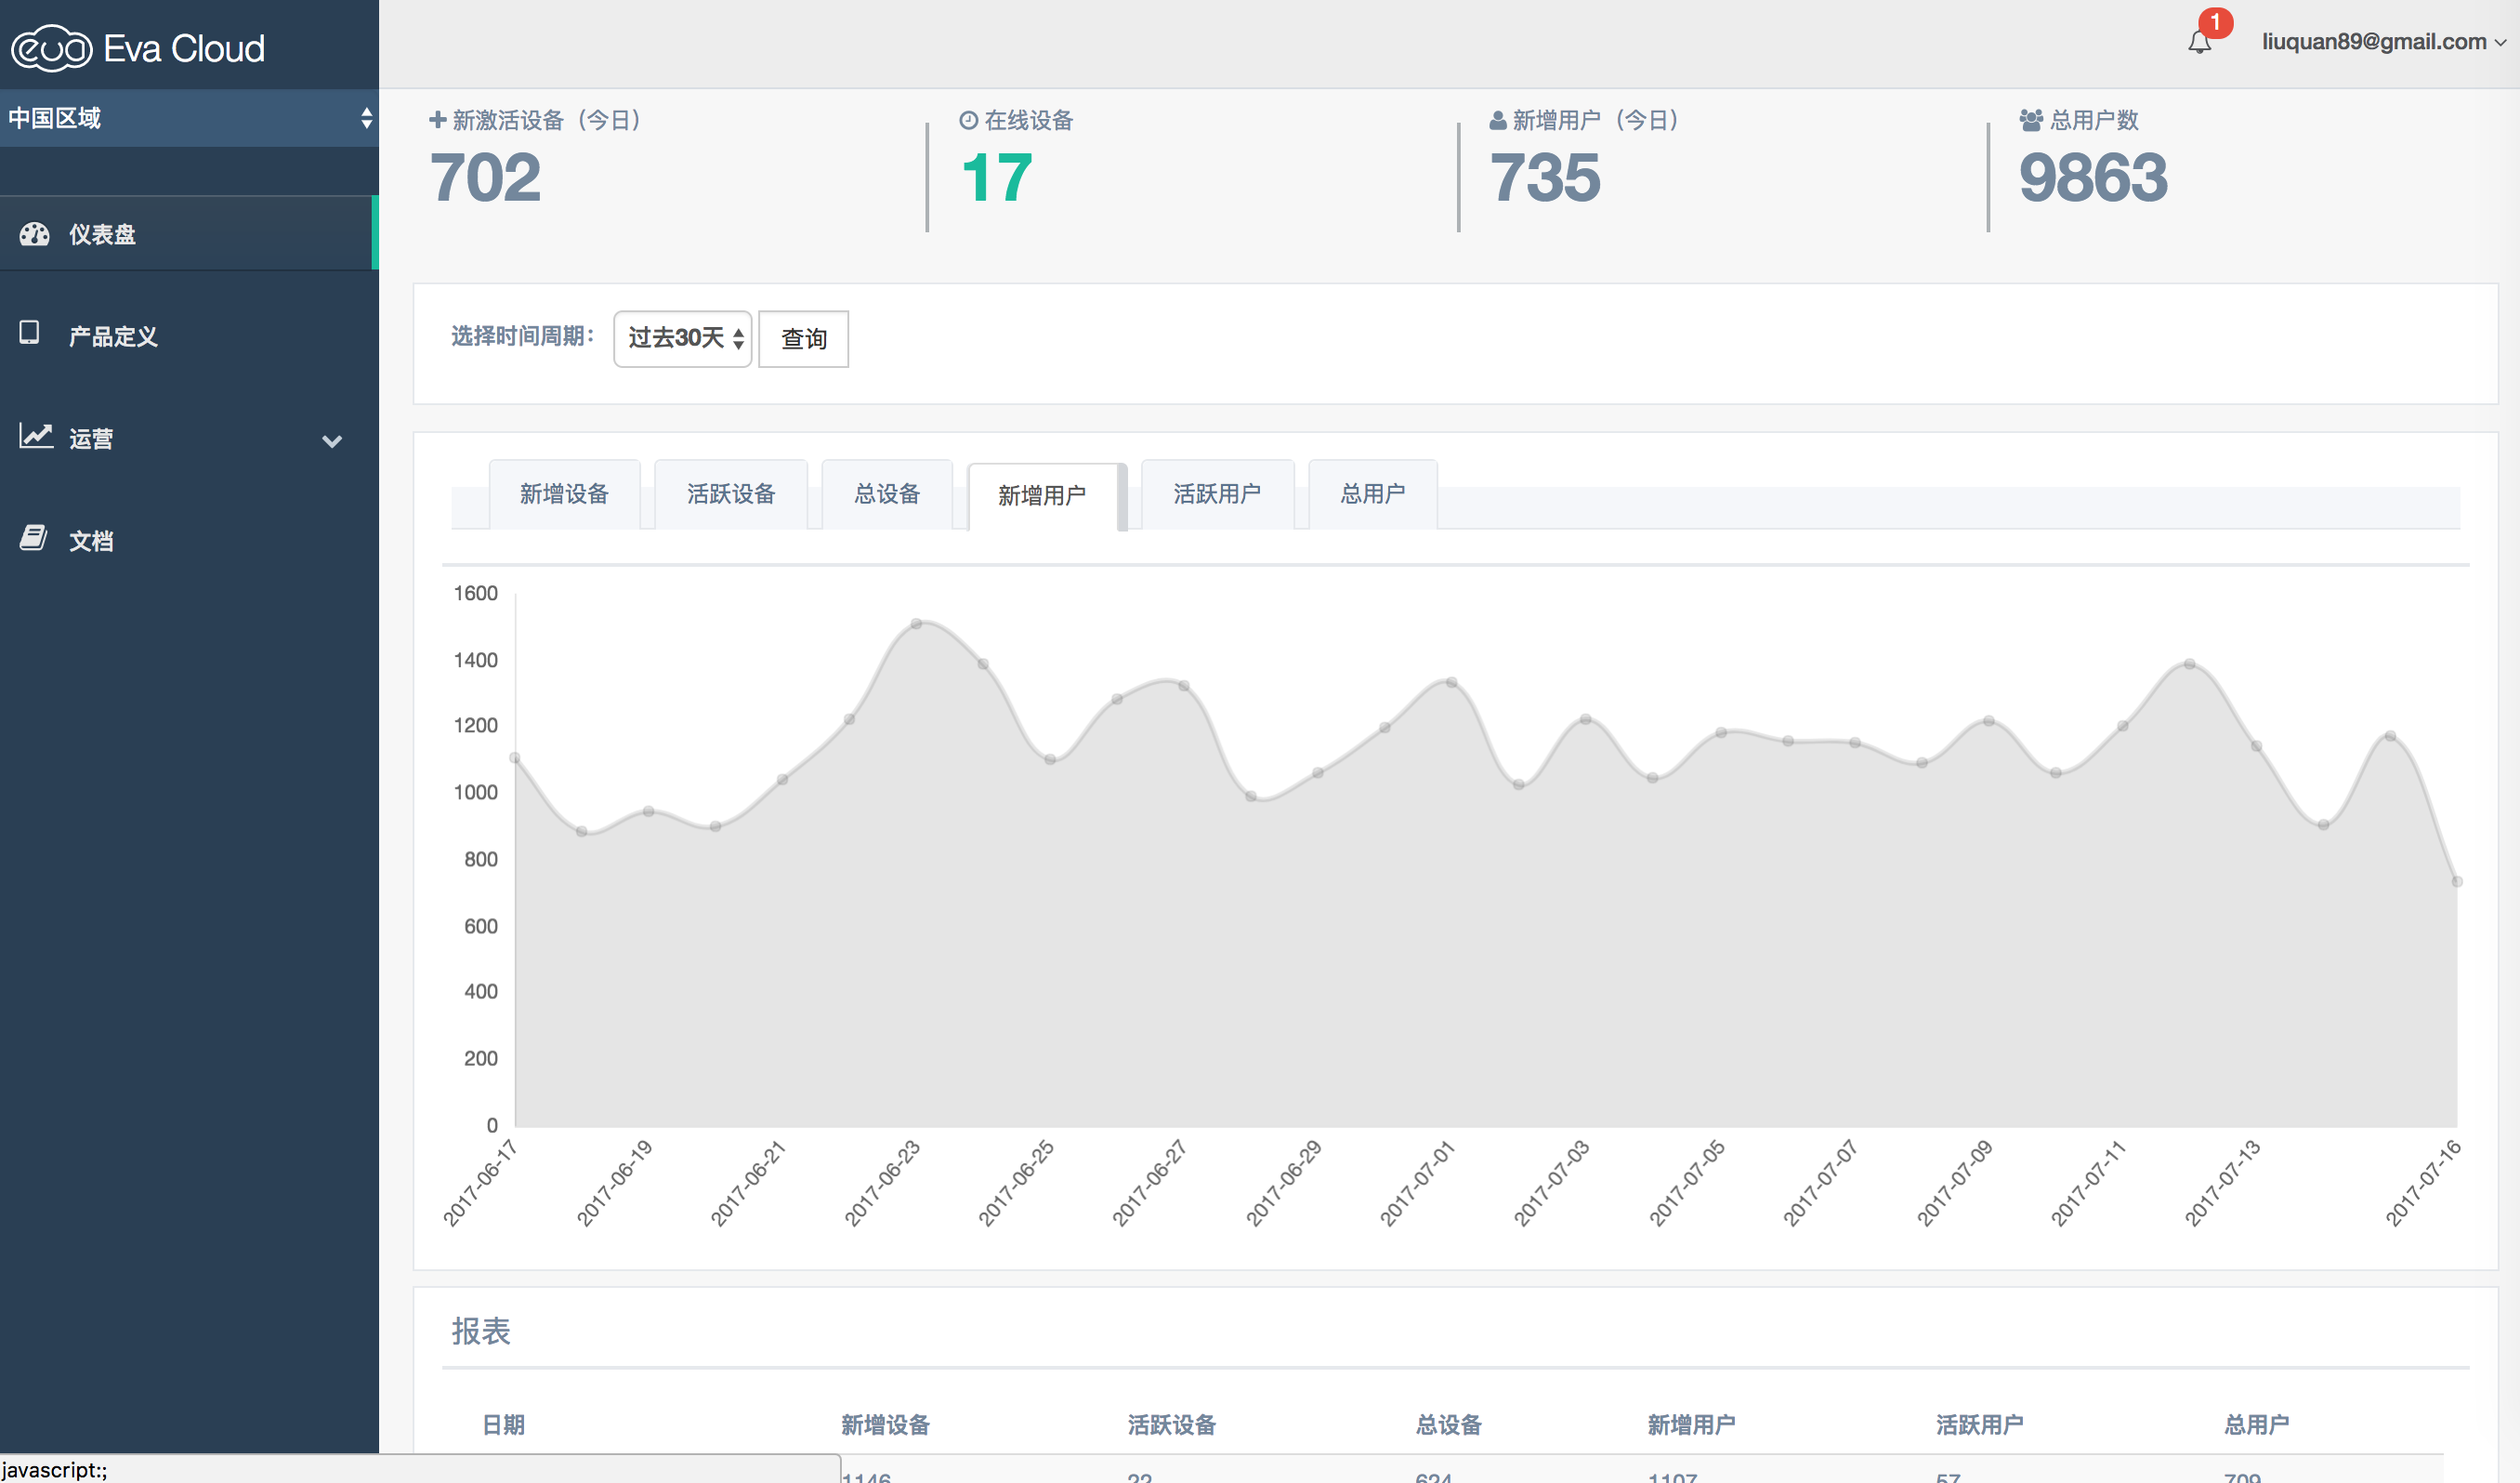 eva Eva Cloud
1
liuquan89@gmail.com
中国区域
仪表盘
产品定义
运营
文档
新激活设备（今日）
702
在线设备
17
新增用户（今日）
735
总用户数
9863
选择时间周期： 过去30天 查询
新增设备 活跃设备 总设备 新增用户 活跃用户 总用户
1600
1400
1200
1000
800
600
400
200
0
2017-06-17 2017-06-19 2017-06-21 2017-06-23 2017-06-25 2017-06-27 2017-06-29 2017-07-01 2017-07-03 2017-07-05 2017-07-07 2017-07-09 2017-07-11 2017-07-13 2017-07-16
报表
日期 新增设备 活跃设备 总设备 新增用户 活跃用户 总用户
1146 22 624 1107 57 709
javascript:;